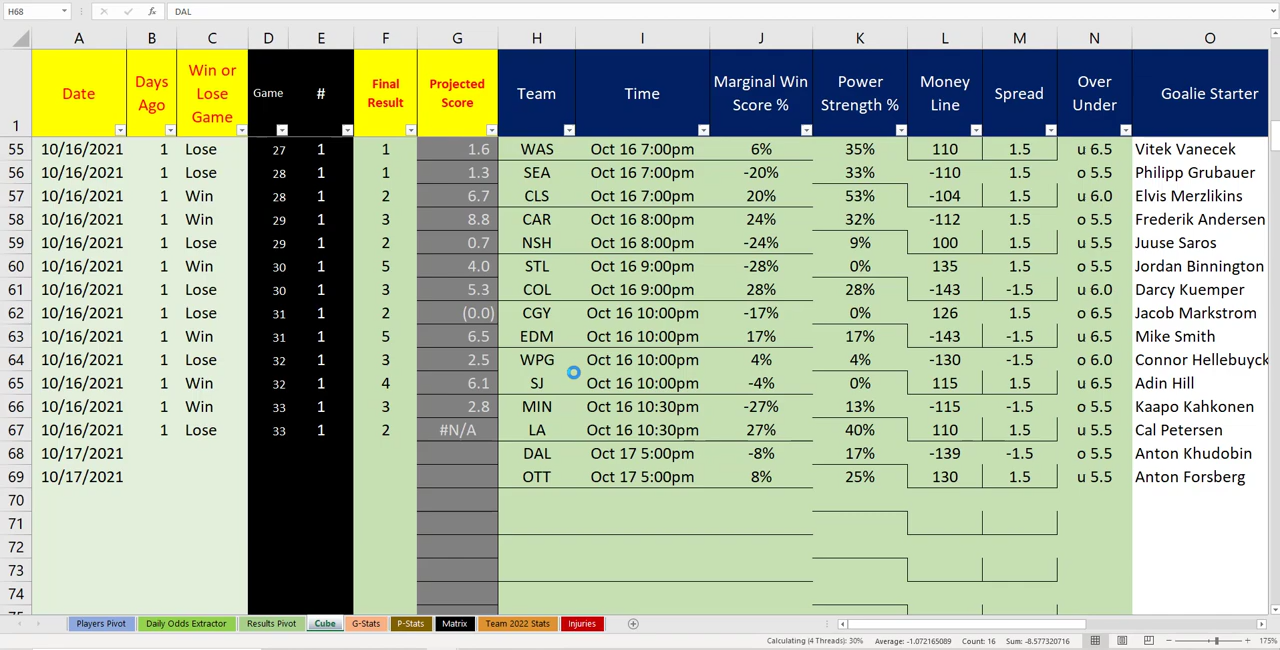 H68 fx DAL
A B C D E F G H I J K L M N O
1 Date Days Ago Win or Lose Game Game # Final Result Projected Score Team Time Marginal Win Score % Power Strength % Money Line Spread Over Under Goalie Starter
55 10/16/2021 1 Lose 27 1 1 1.6 WAS Oct 16 7:00pm 6% 35% 110 1.5 u 6.5 Vitek Vanecek
56 10/16/2021 1 Lose 28 1 1 1.3 SEA Oct 16 7:00pm -20% 33% -110 1.5 o 5.5 Philipp Grubauer
57 10/16/2021 1 Win 28 1 2 6.7 CLS Oct 16 7:00pm 20% 53% -104 1.5 u 6.0 Elvis Merzlikins
58 10/16/2021 1 Win 29 1 3 8.8 CAR Oct 16 8:00pm 24% 32% -112 1.5 o 5.5 Frederik Andersen
59 10/16/2021 1 Lose 29 1 2 0.7 NSH Oct 16 8:00pm -24% 9% 100 1.5 u 5.5 Juuse Saros
60 10/16/2021 1 Win 30 1 5 4.0 STL Oct 16 9:00pm -28% 0% 135 1.5 o 5.5 Jordan Binnington
61 10/16/2021 1 Lose 30 1 3 5.3 COL Oct 16 9:00pm 28% 28% -143 -1.5 u 6.0 Darcy Kuemper
62 10/16/2021 1 Lose 31 1 2 (0.0) CGY Oct 16 10:00pm -17% 0% 126 1.5 o 6.5 Jacob Markstrom
63 10/16/2021 1 Win 31 1 5 6.5 EDM Oct 16 10:00pm 17% 17% -143 -1.5 u 6.5 Mike Smith
64 10/16/2021 1 Lose 32 1 3 2.5 WPG Oct 16 10:00pm 4% 4% -130 -1.5 o 6.0 Connor Hellebuyck
65 10/16/2021 1 Win 32 1 4 6.1 SJ Oct 16 10:00pm -4% 0% 115 1.5 u 6.5 Adin Hill
66 10/16/2021 1 Win 33 1 3 2.8 MIN Oct 16 10:30pm -27% 13% -115 -1.5 o 5.5 Kaapo Kahkonen
67 10/16/2021 1 Lose 33 1 2 #N/A LA Oct 16 10:30pm 27% 40% 110 1.5 u 5.5 Cal Petersen
68 10/17/2021 DAL Oct 17 5:00pm -8% 17% -139 -1.5 o 5.5 Anton Khudobin
69 10/17/2021 OTT Oct 17 5:00pm 8% 25% 130 1.5 u 5.5 Anton Forsberg
70
71
72
73
74
Players Pivot Daily Odds Extractor Results Pivot Cube G-Stats P-Stats Matrix Team 2022 Stats Injuries
Calculating (4 Threads): 30% Average: -1.072165089 Count: 16 Sum: -8.577320716 175%